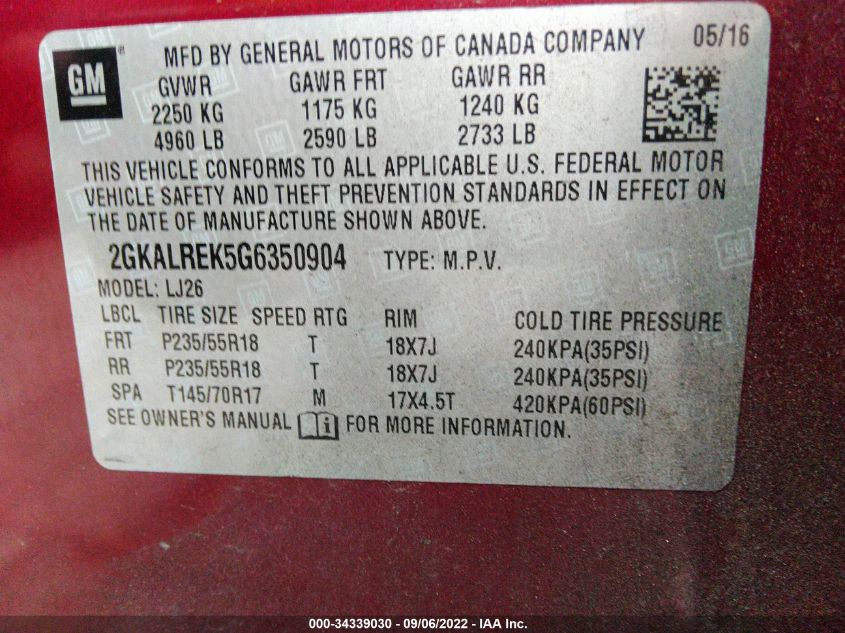 GM
MFD BY GENERAL MOTORS OF CANADA COMPANY 05/16
GVWR GAWR FRT GAWR RR
2250 KG 1175 KG 1240 KG
4960 LB 2590 LB 2733 LB
THIS VEHICLE CONFORMS TO ALL APPLICABLE U.S. FEDERAL MOTOR
VEHICLE SAFETY AND THEFT PREVENTION STANDARDS IN EFFECT ON
THE DATE OF MANUFACTURE SHOWN ABOVE.
2GKALREK5G6350904 TYPE: M.P.V.
MODEL: LJ26
LBCL TIRE SIZE SPEED RTG RIM COLD TIRE PRESSURE
FRT P235/55R18 T 18X7J 240KPA(35PSI)
RR P235/55R18 T 18X7J 240KPA(35PSI)
SPA T145/70R17 M 17X4.5T 420KPA(60PSI)
SEE OWNER'S MANUAL i FOR MORE INFORMATION.
000-34339030 - 09/06/2022 - IAA Inc.